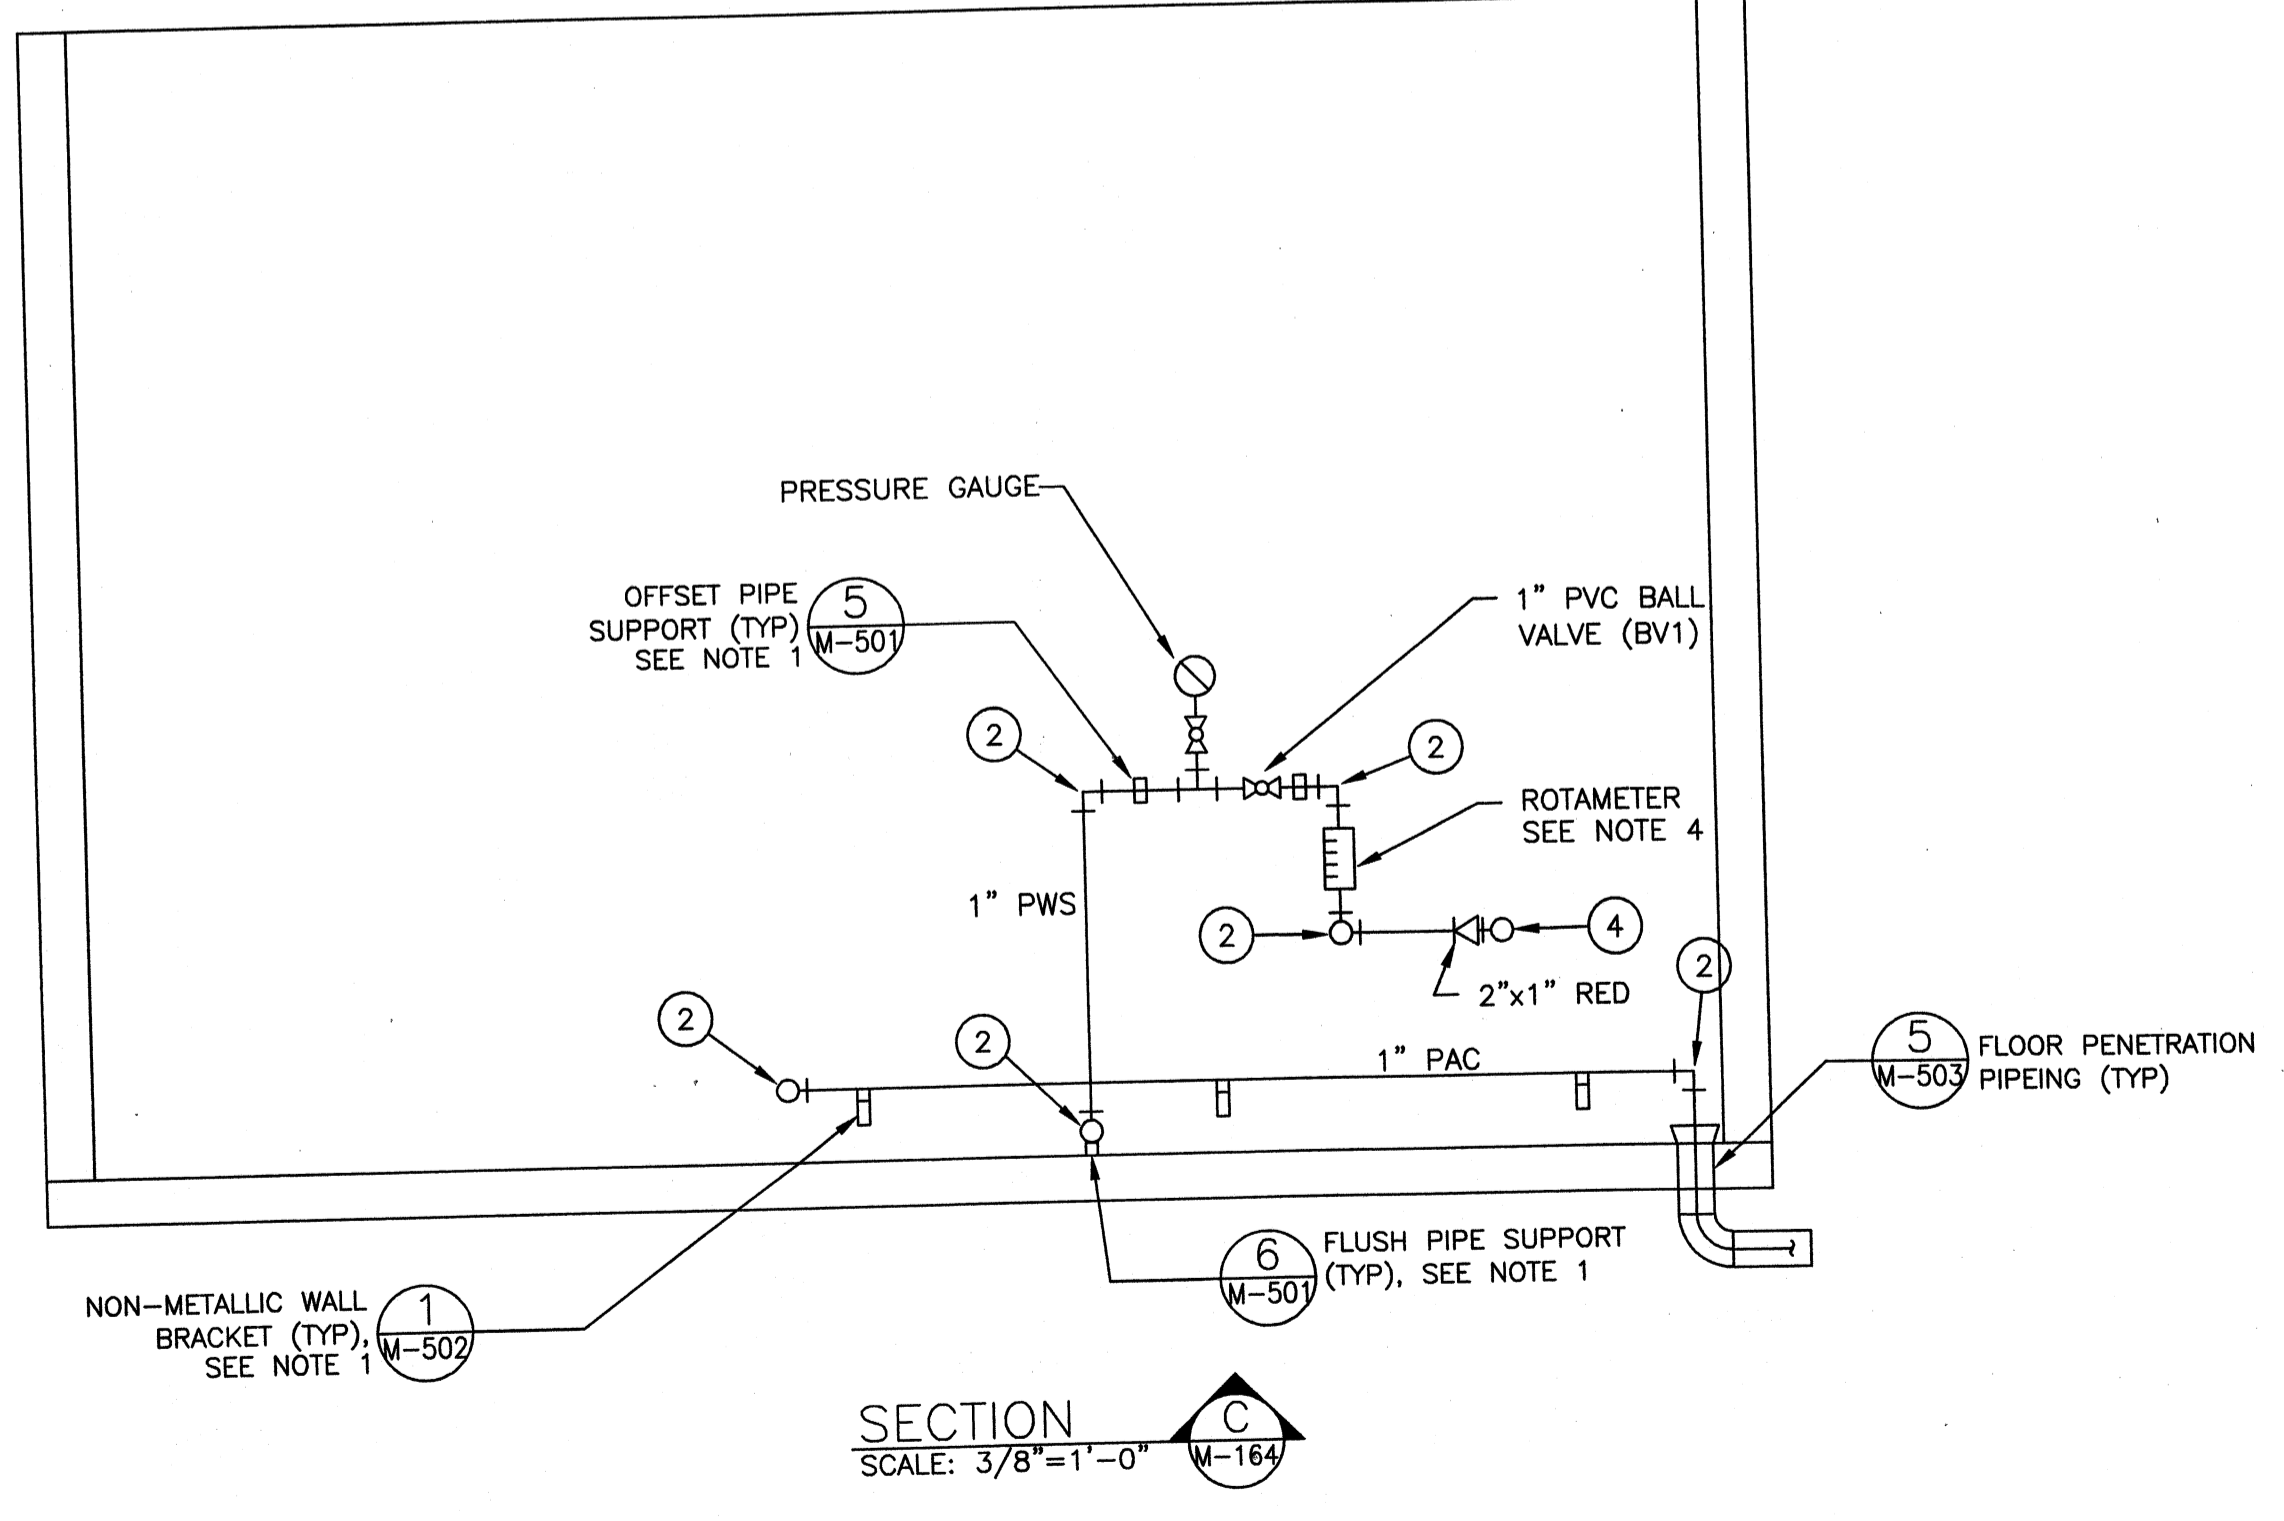 PRESSURE GAUGE
OFFSET PIPE
SUPPORT (TYP)
SEE NOTE 1
5
M-501
1" PVC BALL
VALVE (BV1)
2
2
ROTAMETER
SEE NOTE 4
1" PWS
2
4
2
2"x1" RED
2
2
1" PAC
5
M-503
FLOOR PENETRATION
PIPEING (TYP)
6
M-501
FLUSH PIPE SUPPORT
(TYP), SEE NOTE 1
NON-METALLIC WALL
BRACKET (TYP),
SEE NOTE 1
1
M-502
SECTION
SCALE: 3/8"=1'-0"
C
M-164